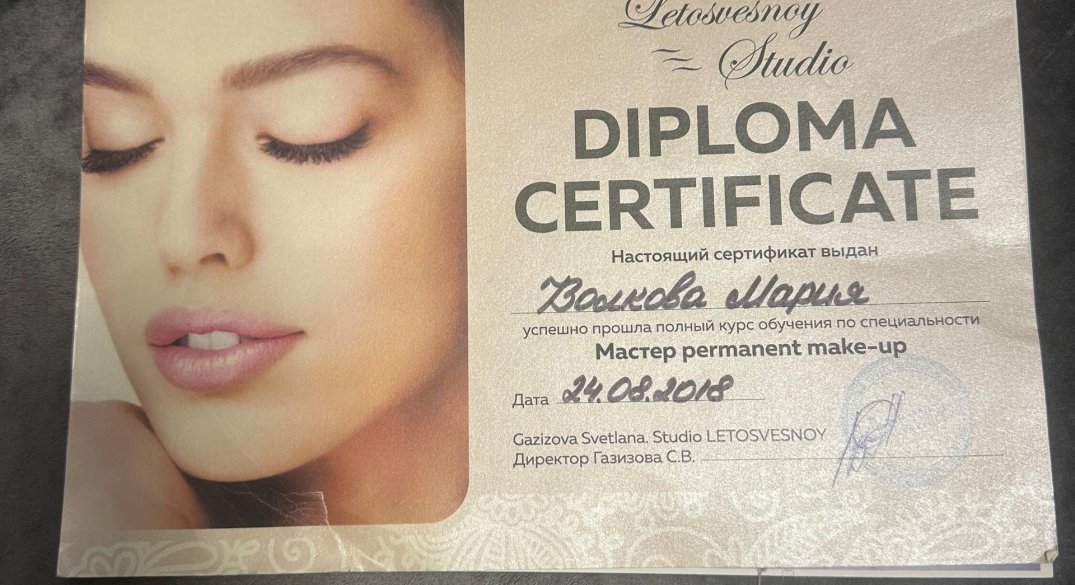 Letosvesnoy
Studio
DIPLOMA
CERTIFICATE
Настоящий сертификат выдан
Волкова Мария
успешно прошла полный курс обучения по специальности
Мастер permanent make-up
Дата 24.08.2018
Gazizova Svetlana. Studio LETOSVESNOY
Директор Газизова С.В.